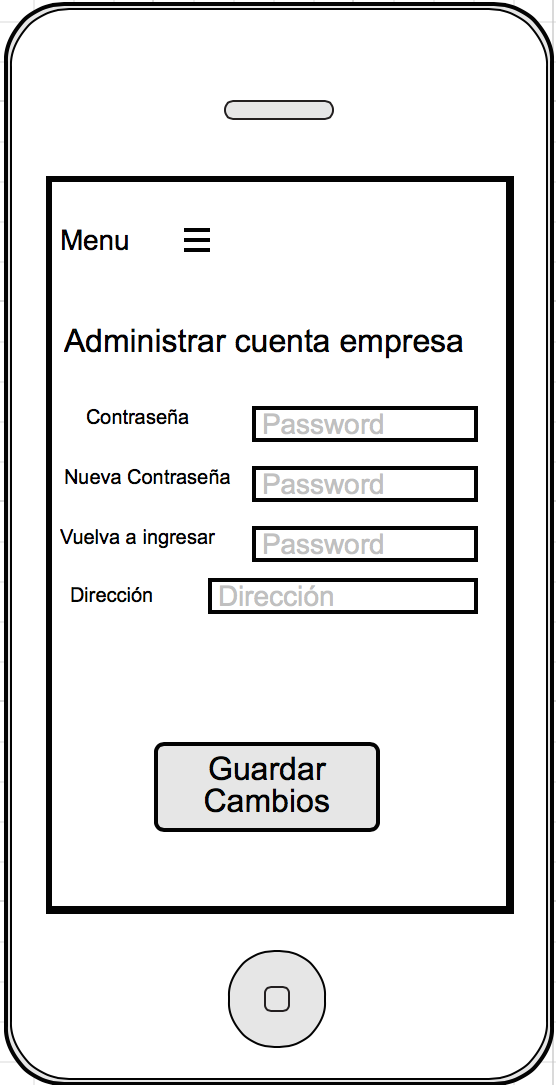 Menu
Administrar cuenta empresa
Contraseña Password
Nueva Contraseña Password
Vuelva a ingresar Password
Dirección Dirección
Guardar
Cambios